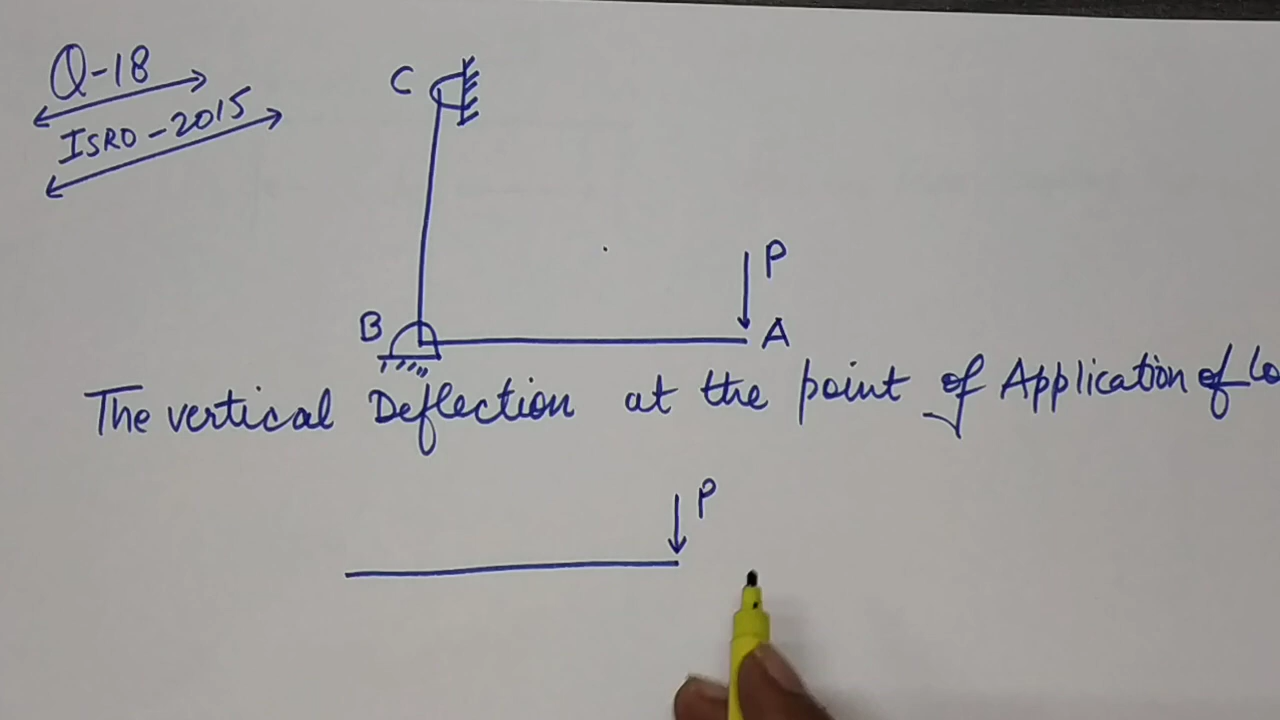 Q-18
ISRO-2015
C
P
B
A
The vertical Deflection at the point of Application of
P